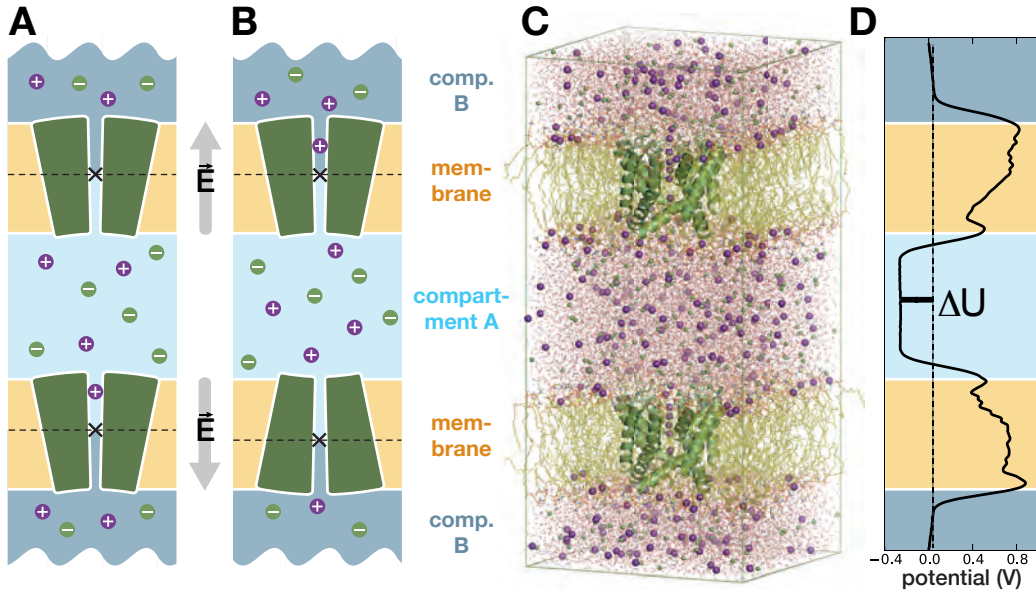 A
B
C
D
comp.
B
mem-
brane
compart-
ment A
mem-
brane
comp.
B
E
E
ΔU
−0.4
0.0
0.4
0.8
potential (V)